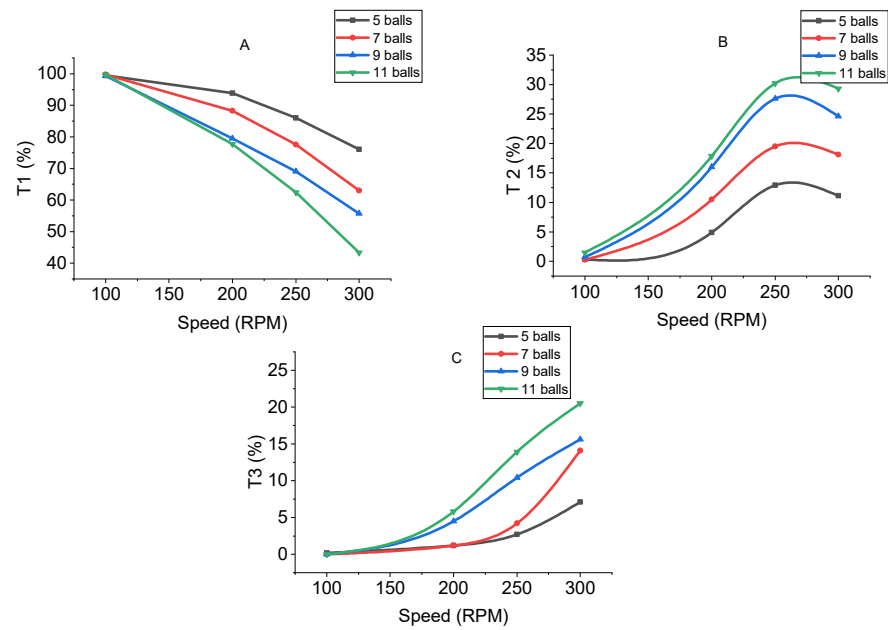 A
5 balls
7 balls
9 balls
11 balls
100
90
80
70
60
50
40
T1 (%)
100 150 200 250 300
Speed (RPM)
B
5 balls
7 balls
9 balls
11 balls
35
30
25
20
15
10
5
0
T 2 (%)
100 150 200 250 300
Speed (RPM)
C
5 balls
7 balls
9 balls
11 balls
25
20
15
10
5
0
T3 (%)
100 150 200 250 300
Speed (RPM)